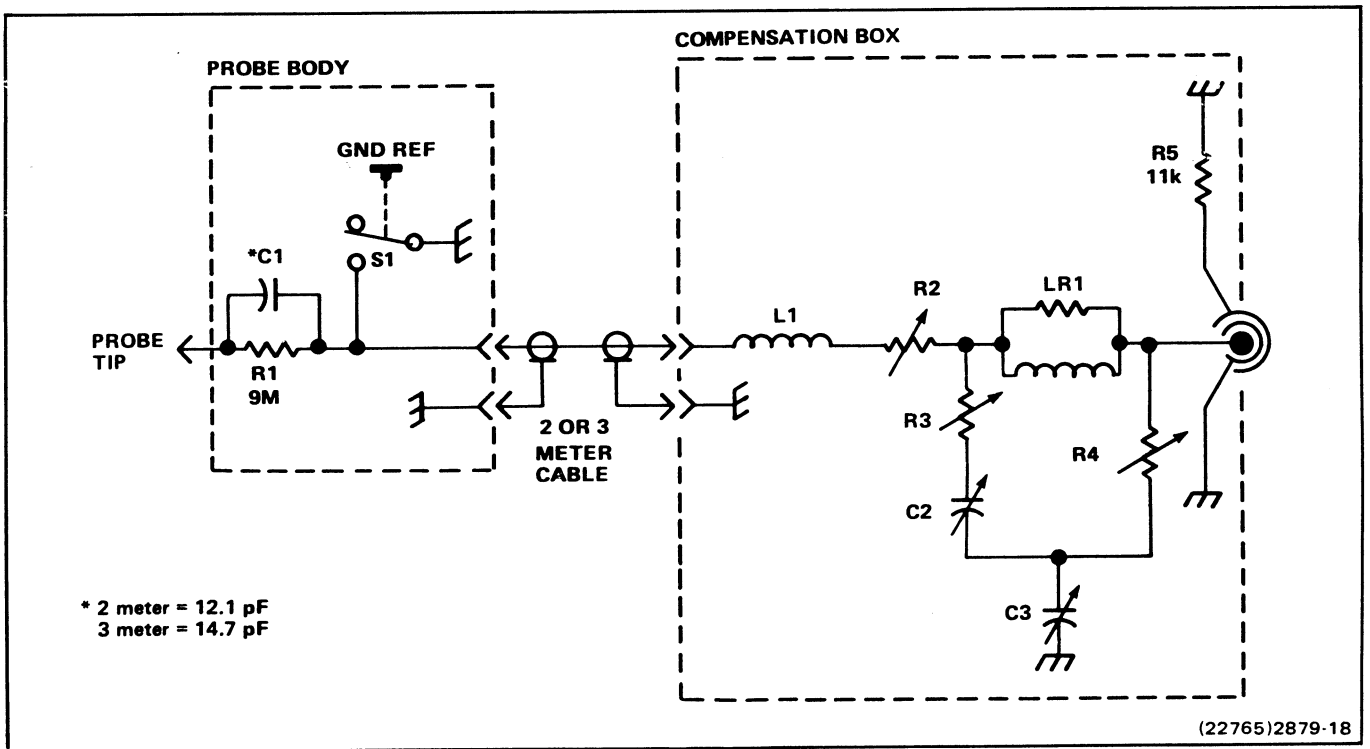 COMPENSATION BOX
PROBE BODY
GND REF
R5
11k
*C1
S1
R2
LR1
L1
PROBE
TIP
R1
9M
R3
2 OR 3
METER
CABLE
R4
C2
C3
* 2 meter = 12.1 pF
3 meter = 14.7 pF
(22765)2879-18